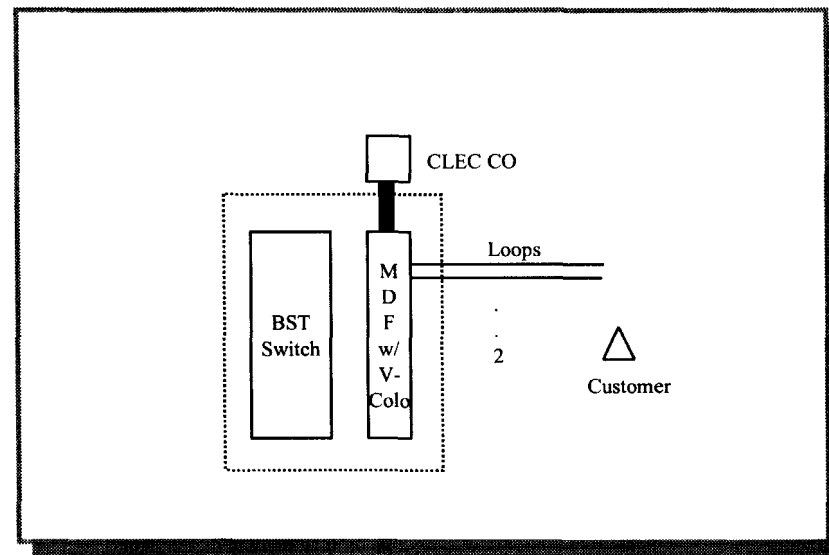 CLEC CO
Loops
M
D
F
w/
V-
Colo
BST
Switch
.
.
2
Customer